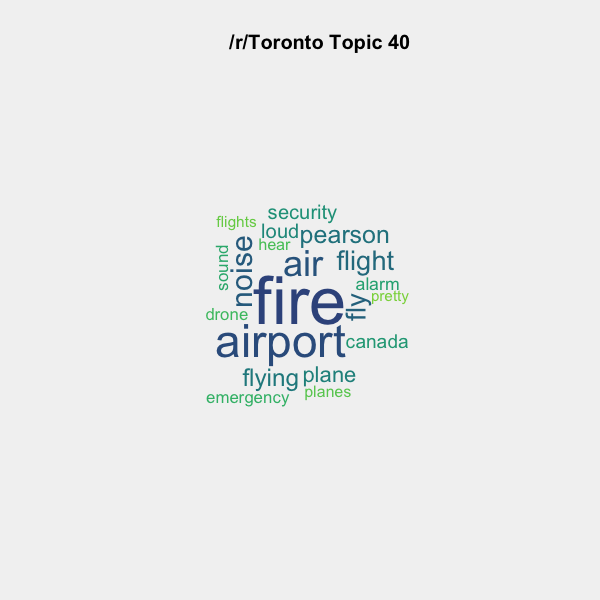 /r/Toronto Topic 40
security
flights
loud
pearson
hear
sound
noise
air
flight
alarm
pretty
fire
fly
drone
airport
canada
flying
plane
planes
emergency